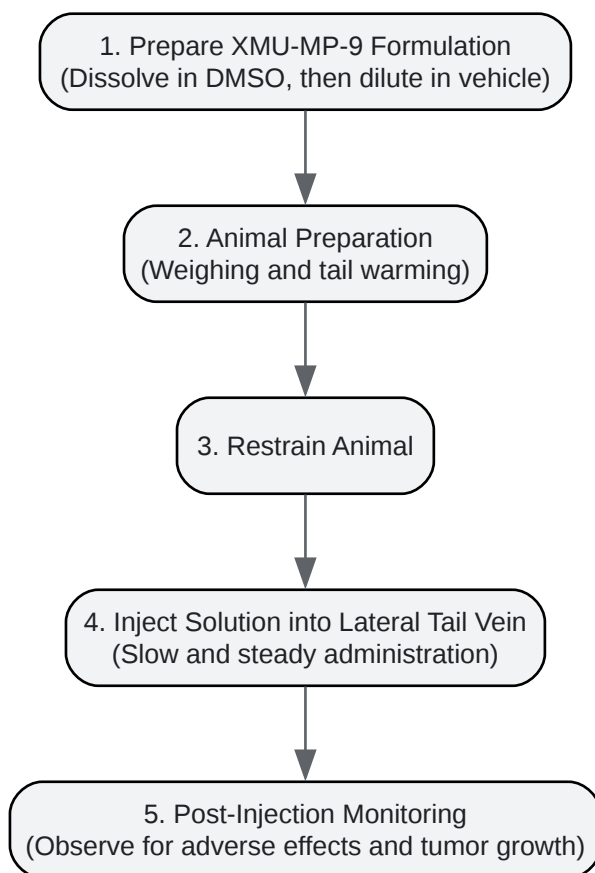 1. Prepare XMU-MP-9 Formulation
(Dissolve in DMSO, then dilute in vehicle)
2. Animal Preparation
(Weighing and tail warming)
3. Restrain Animal
4. Inject Solution into Lateral Tail Vein
(Slow and steady administration)
5. Post-Injection Monitoring
(Observe for adverse effects and tumor growth)